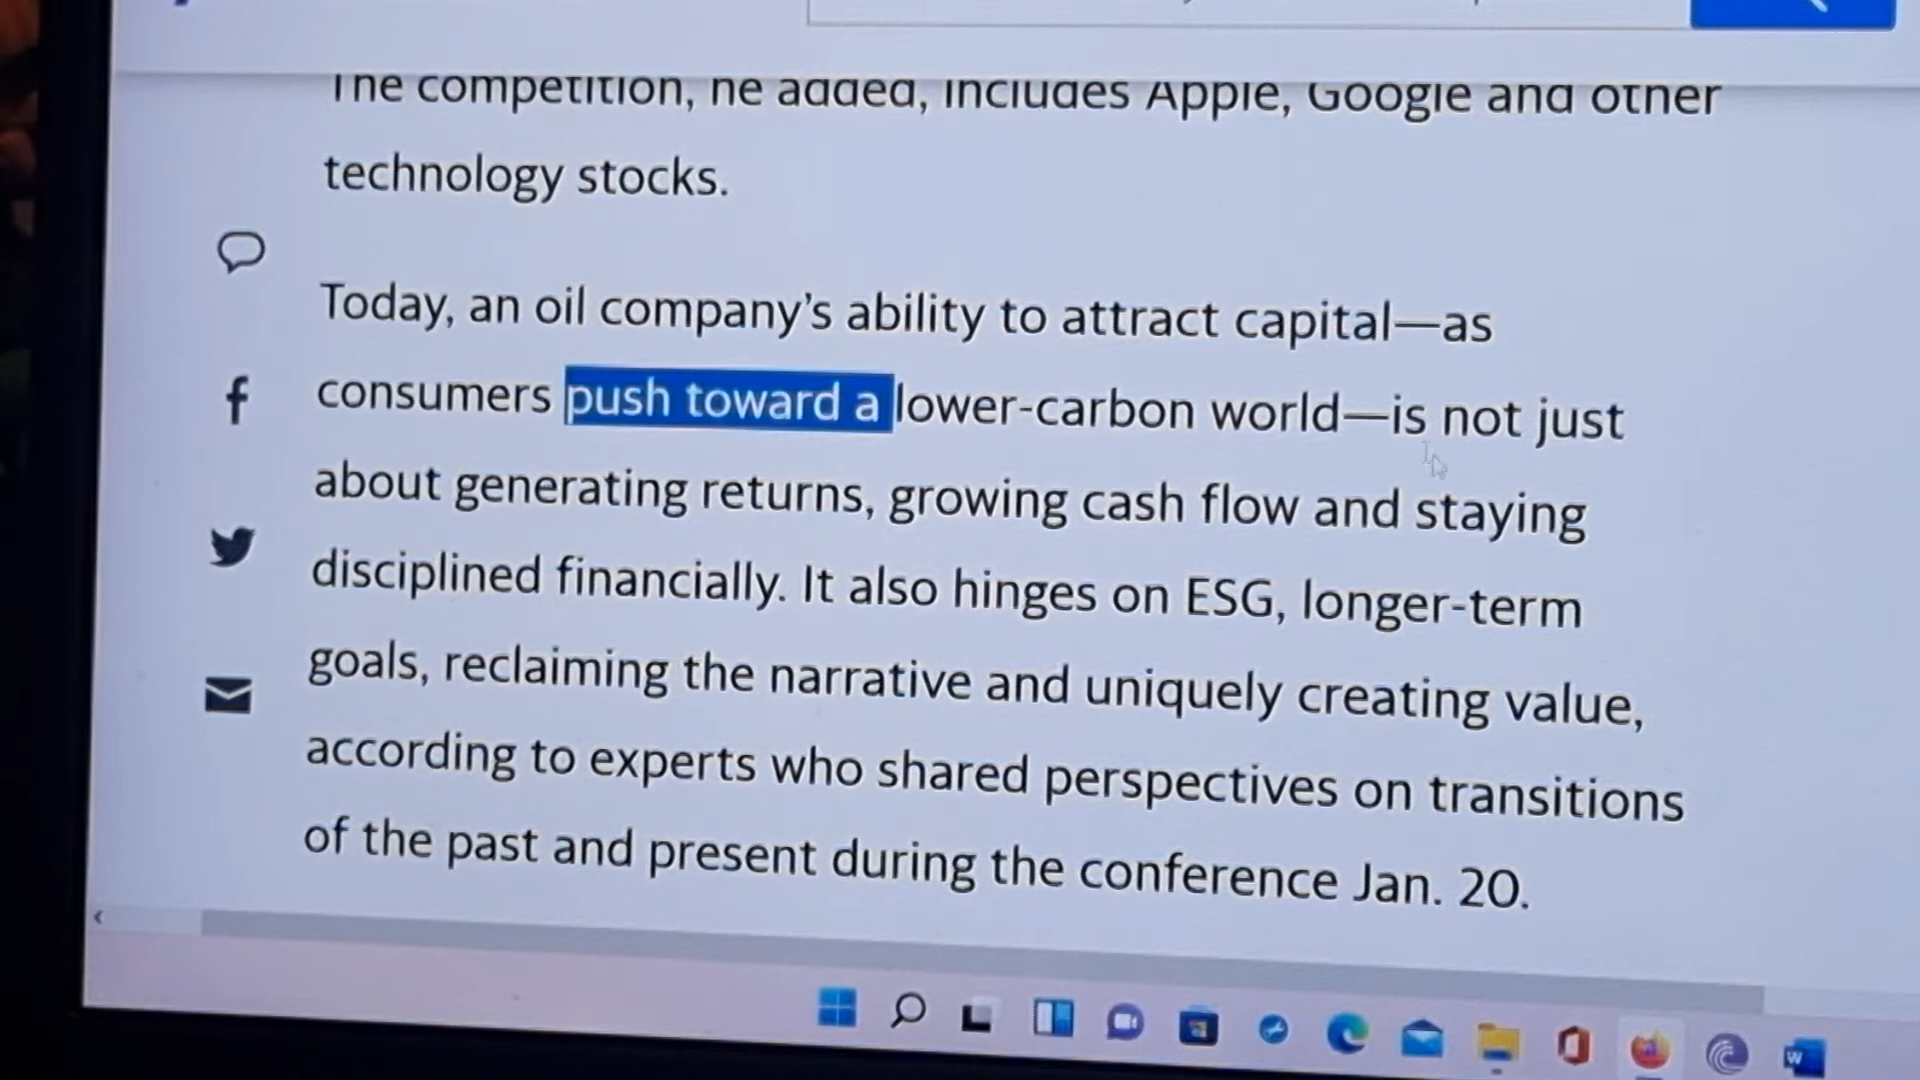 The competition, he added, includes Apple, Google and other
technology stocks.
Today, an oil company's ability to attract capital—as
consumers push toward a lower-carbon world—is not just
about generating returns, growing cash flow and staying
disciplined financially. It also hinges on ESG, longer-term
goals, reclaiming the narrative and uniquely creating value,
according to experts who shared perspectives on transitions
of the past and present during the conference Jan. 20.